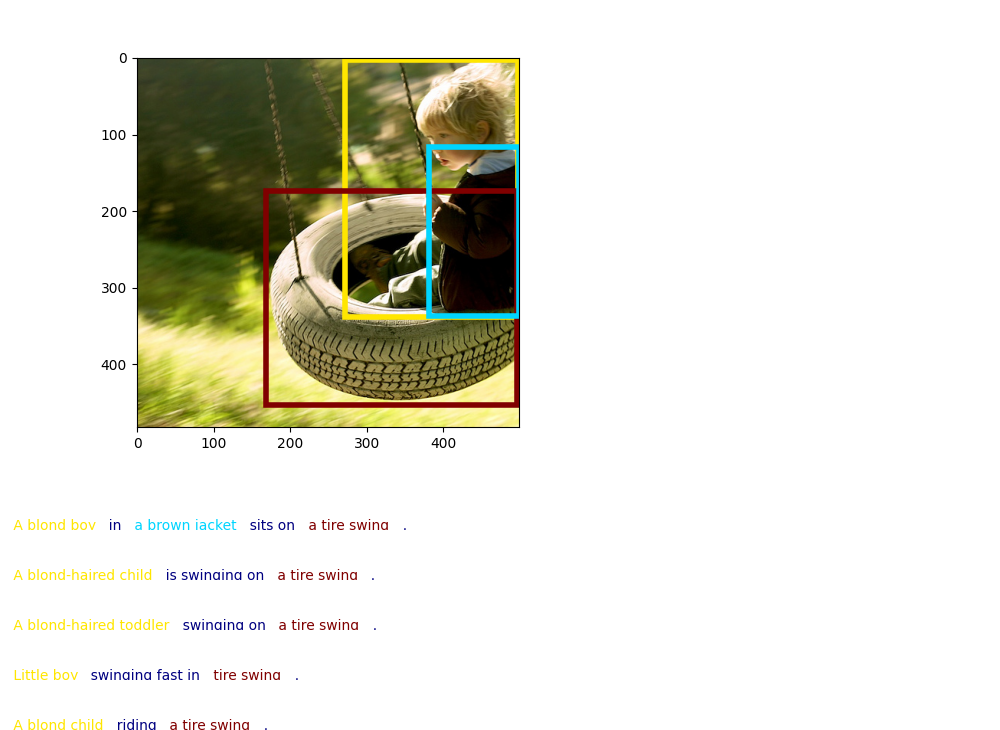 0
100
200
300
400
0 100 200 300 400
A blond boy in a brown jacket sits on a tire swing .
A blond-haired child is swinging on a tire swing .
A blond-haired toddler swinging on a tire swing .
Little boy swinging fast in tire swing .
A blond child riding a tire swing .